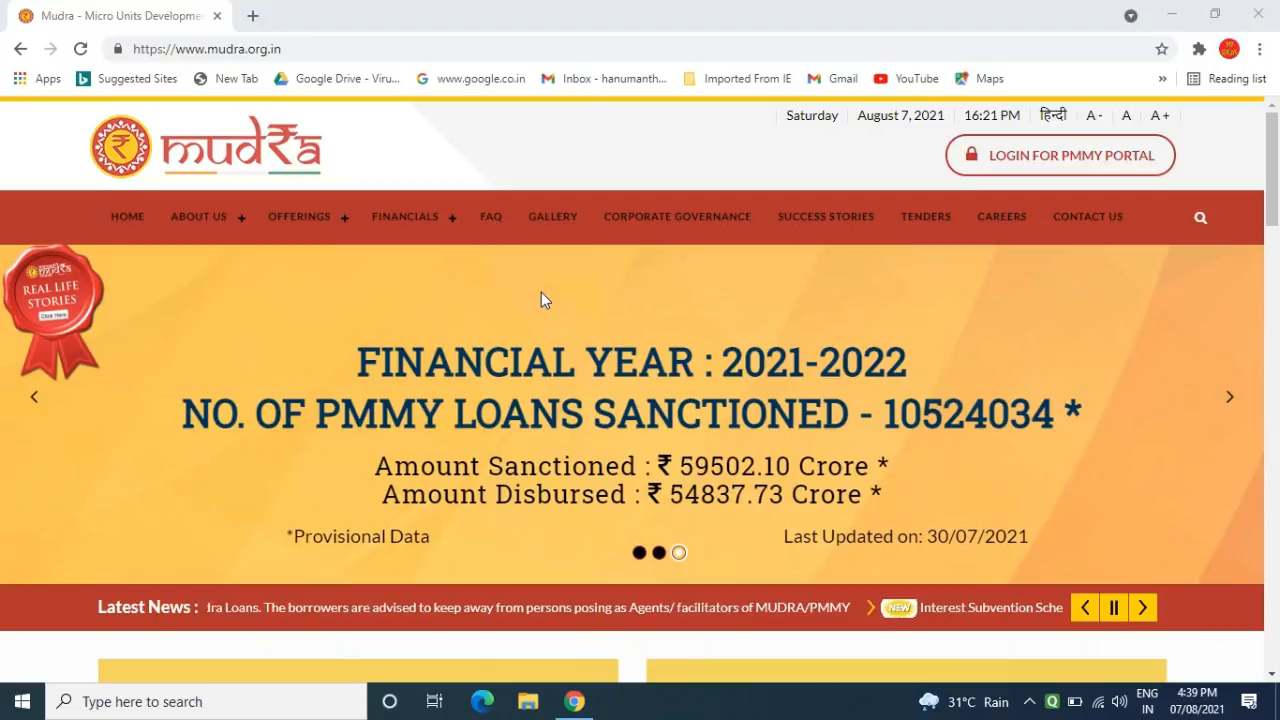 Mudra - Micro Units Developme
https://www.mudra.org.in
Apps Suggested Sites New Tab Google Drive - Viru... www.google.co.in Inbox - hanumanth... Imported From IE Gmail YouTube Maps » Reading list
Saturday August 7, 2021 16:21 PM हिन्दी A - A A +
मudरa
LOGIN FOR PMMY PORTAL
HOME ABOUT US + OFFERINGS + FINANCIALS + FAQ GALLERY CORPORATE GOVERNANCE SUCCESS STORIES TENDERS CAREERS CONTACT US
REAL LIFE
STORIES
Click Here
FINANCIAL YEAR : 2021-2022
NO. OF PMMY LOANS SANCTIONED - 10524034 *
Amount Sanctioned : ₹ 59502.10 Crore *
Amount Disbursed : ₹ 54837.73 Crore *
*Provisional Data Last Updated on: 30/07/2021
Latest News : Ira Loans. The borrowers are advised to keep away from persons posing as Agents/ facilitators of MUDRA/PMMY NEW Interest Subvention Sche
Type here to search
31°C Rain
ENG
IN
4:39 PM
07/08/2021